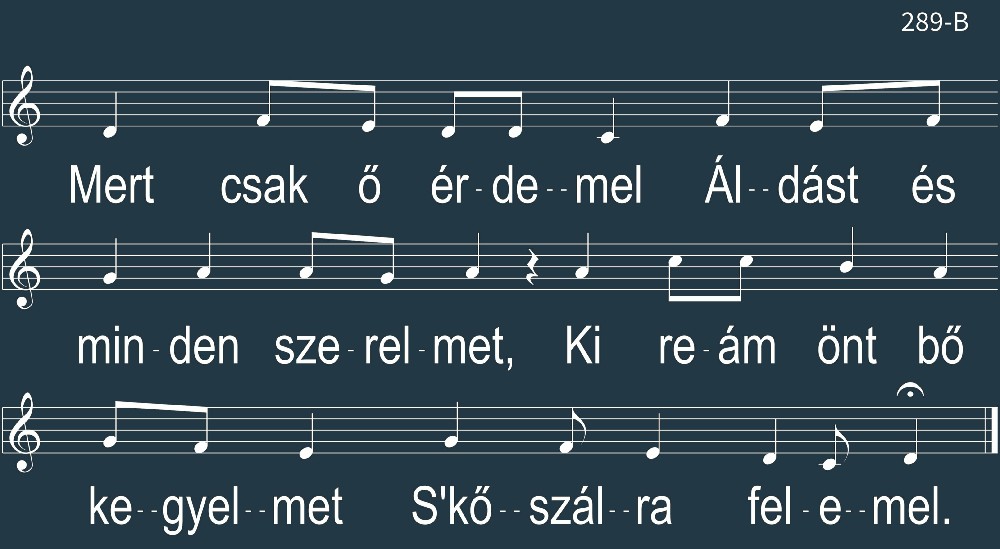 289-B
Mert csak ő ér-de--mel Ál--dást és
min-den sze-rel-met, Ki re-ám önt bő
ke--gyel--met S'kő--szál--ra fel-e--mel.